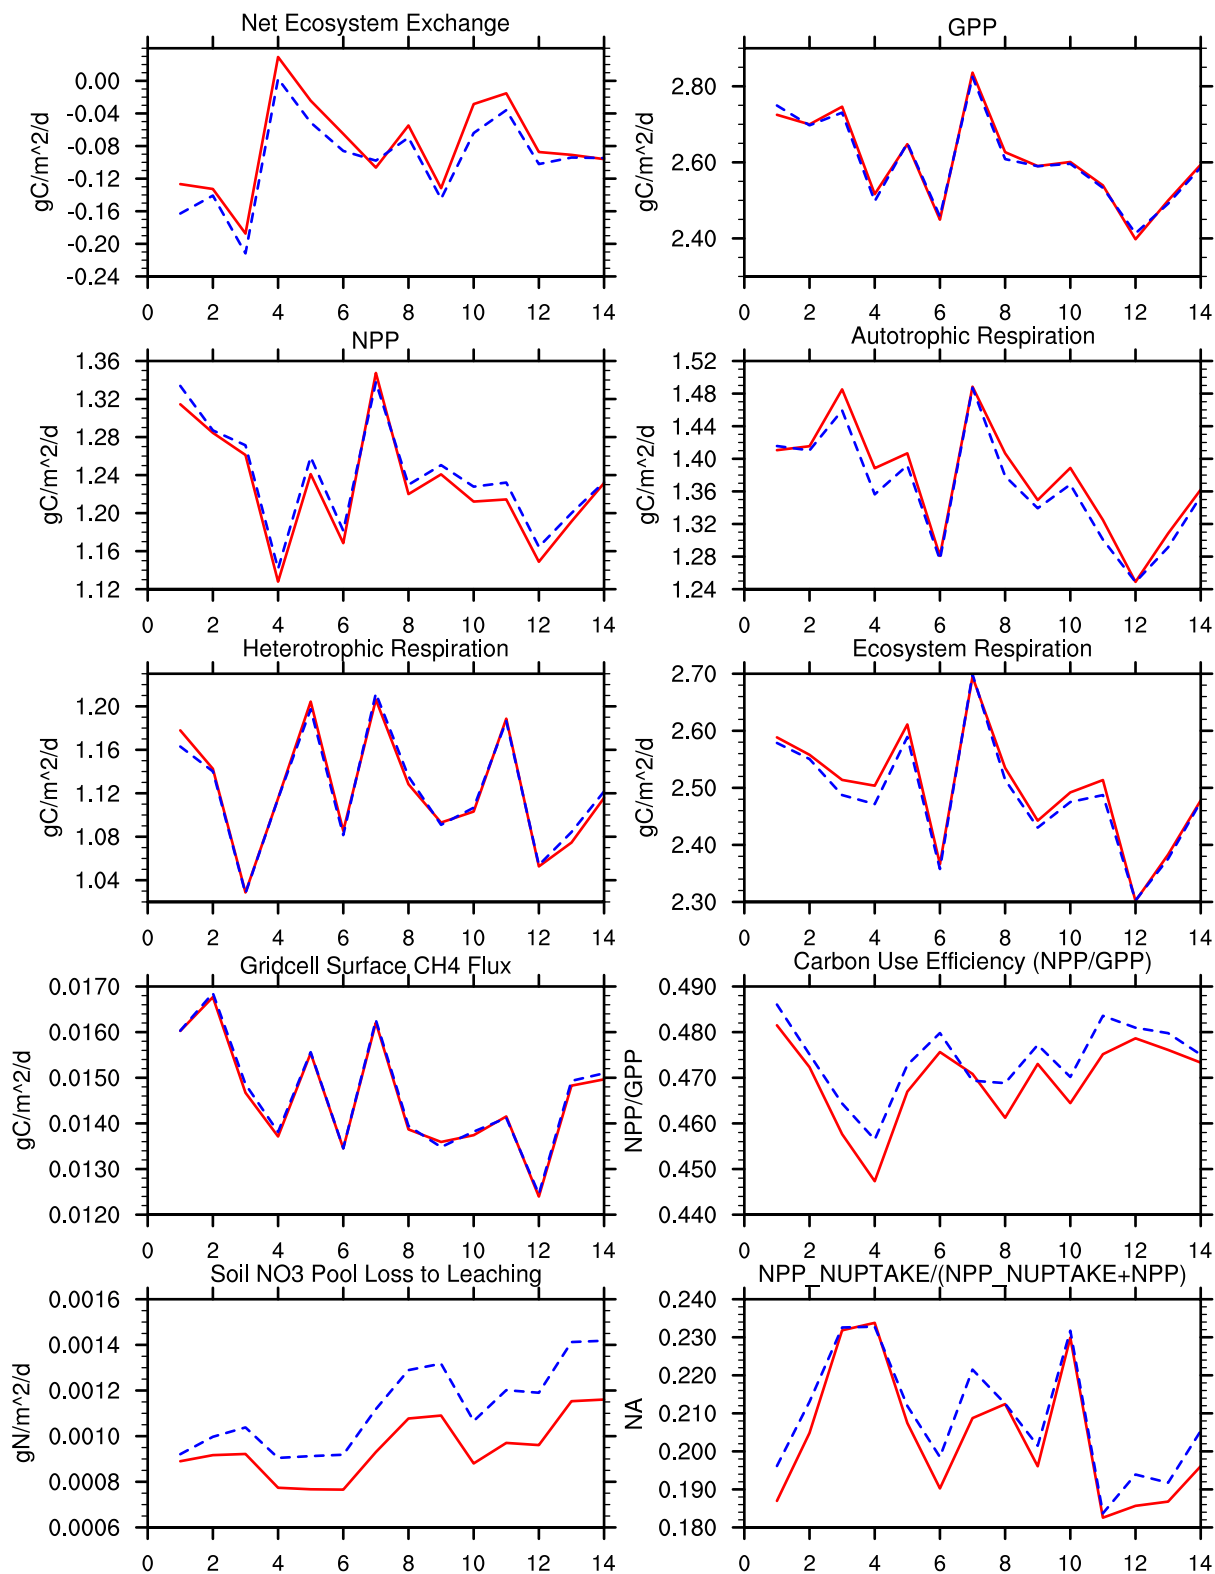 Net Ecosystem Exchange
gC/m^2/d
0.00
-0.04
-0.08
-0.12
-0.16
-0.20
-0.24
0 2 4 6 8 10 12 14
GPP
gC/m^2/d
2.80
2.60
2.40
0 2 4 6 8 10 12 14
NPP
gC/m^2/d
1.36
1.32
1.28
1.24
1.20
1.16
1.12
0 2 4 6 8 10 12 14
Autotrophic Respiration
gC/m^2/d
1.52
1.48
1.44
1.40
1.36
1.32
1.28
1.24
0 2 4 6 8 10 12 14
Heterotrophic Respiration
gC/m^2/d
1.20
1.16
1.12
1.08
1.04
0 2 4 6 8 10 12 14
Ecosystem Respiration
gC/m^2/d
2.70
2.60
2.50
2.40
2.30
0 2 4 6 8 10 12 14
Gridcell Surface CH4 Flux
gC/m^2/d
0.0170
0.0160
0.0150
0.0140
0.0130
0.0120
0 2 4 6 8 10 12 14
Carbon Use Efficiency (NPP/GPP)
NPP/GPP
0.490
0.480
0.470
0.460
0.450
0.440
0 2 4 6 8 10 12 14
Soil NO3 Pool Loss to Leaching
gN/m^2/d
0.0016
0.0014
0.0012
0.0010
0.0008
0.0006
0 2 4 6 8 10 12 14
NPP_NUPTAKE/(NPP_NUPTAKE+NPP)
NA
0.240
0.230
0.220
0.210
0.200
0.190
0.180
0 2 4 6 8 10 12 14